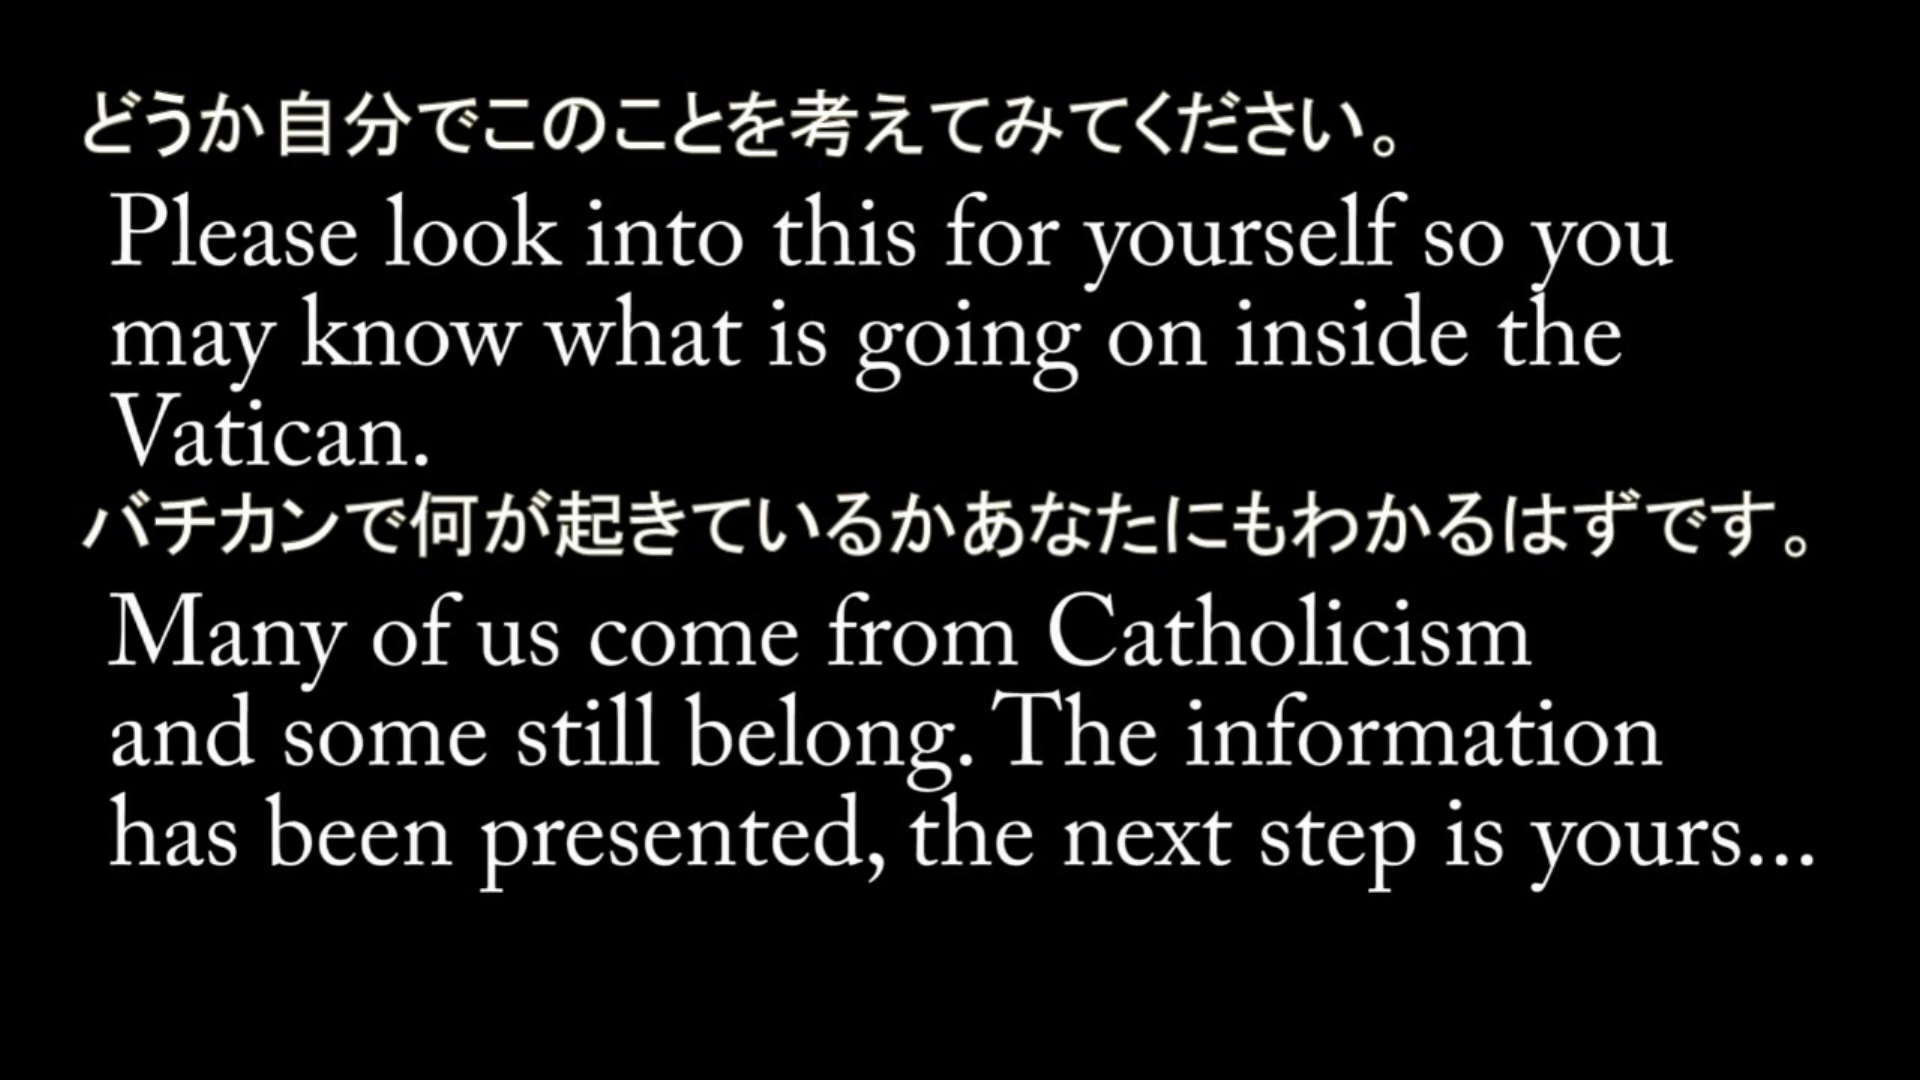 どうか自分でこのことを考えてみてください。
Please look into this for yourself so you
may know what is going on inside the
Vatican.
バチカンで何が起きているかあなたにもわかるはずです。
Many of us come from Catholicism
and some still belong. The information
has been presented, the next step is yours...